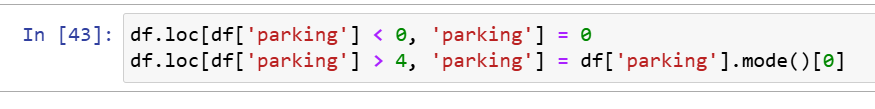 In [43]: df.loc[df['parking'] < 0, 'parking'] = 0
df.loc[df['parking'] > 4, 'parking'] = df['parking'].mode()[0]